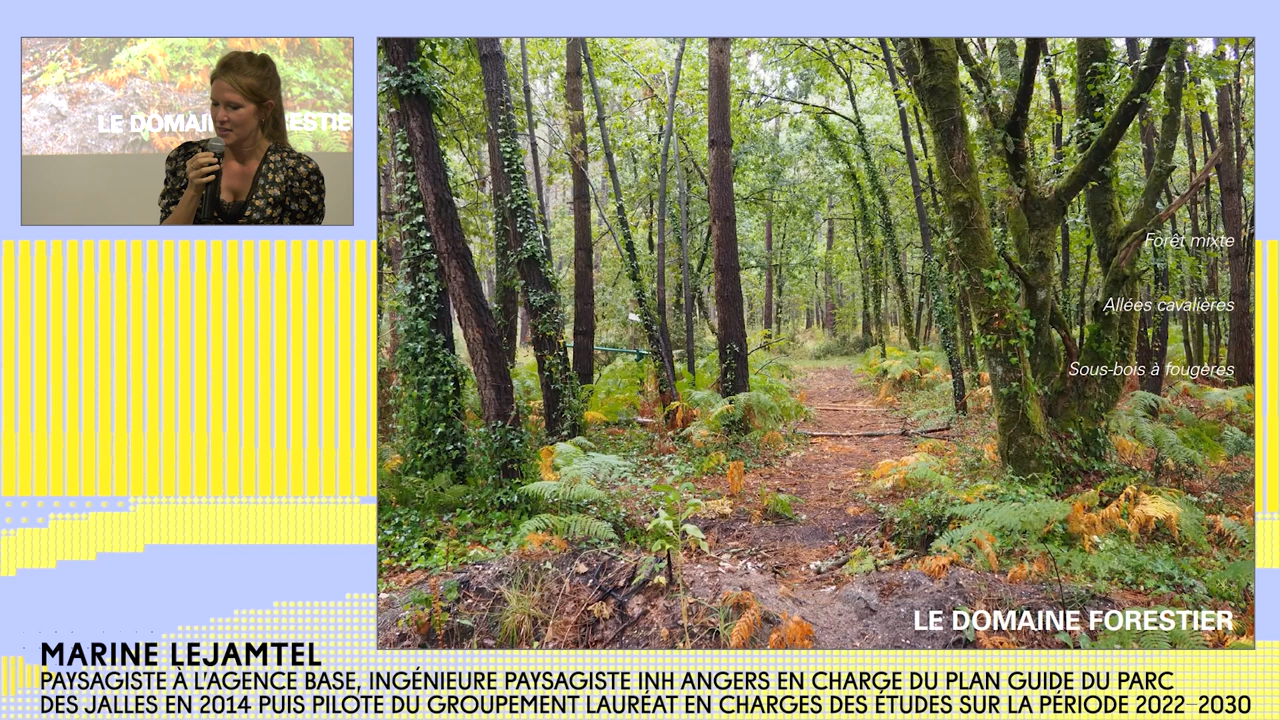 LE DOMAI ESTIE
Forêt mixte
Allées cavalières
Sous-bois à fougères
LE DOMAINE FORESTIER
MARINE LEJAMTEL
PAYSAGISTE À L'AGENCE BASE, INGÉNIEURE PAYSAGISTE INH ANGERS EN CHARGE DU PLAN GUIDE DU PARC
DES JALLES EN 2014 PUIS PILOTE DU GROUPEMENT LAURÉAT EN CHARGES DES ÉTUDES SUR LA PÉRIODE 2022-2030